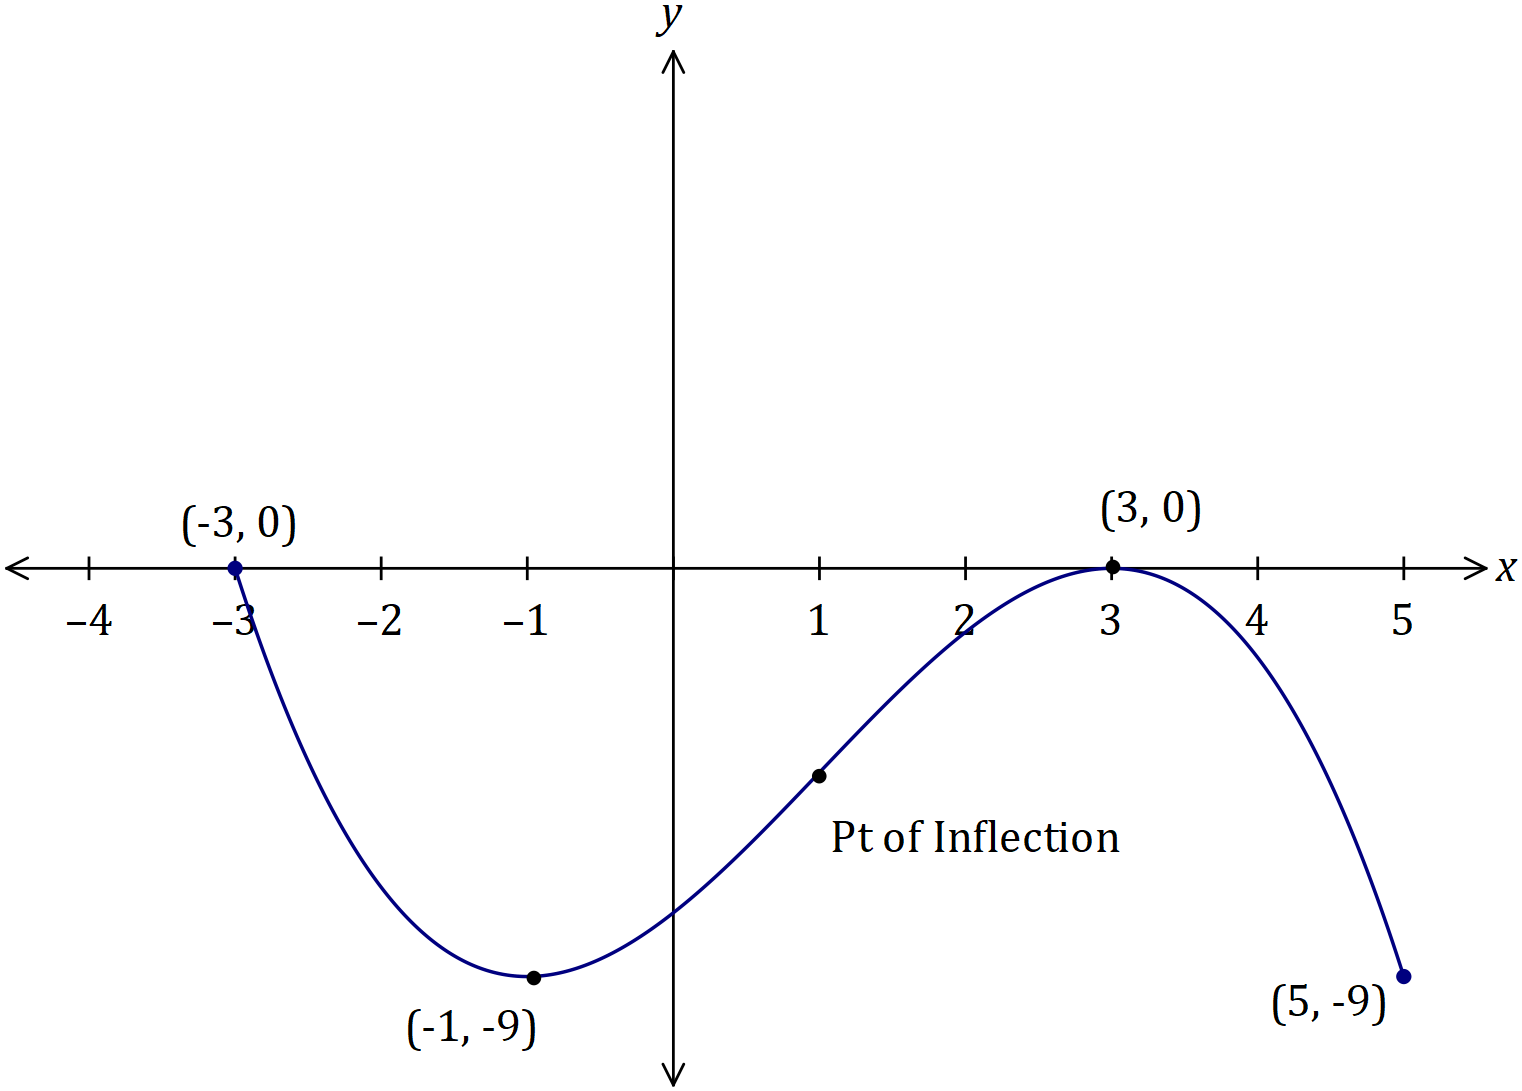 y
(-3, 0)
(3, 0)
x
–4 –3 –2 –1 1 2 3 4 5
Pt of Inflection
(5, -9)
(-1, -9)